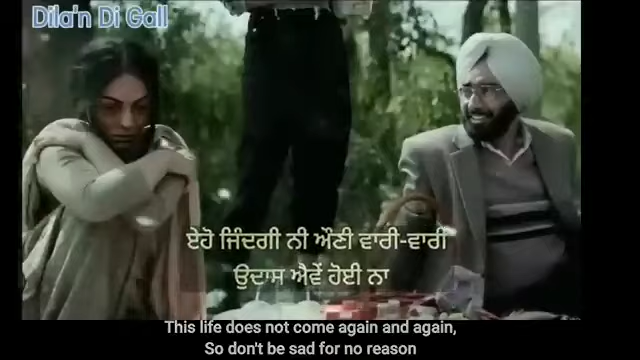 Dila'n Di Gall
ਏਹੋ ਜਿੰਦਗੀ ਨੀ ਔਣੀ ਵਾਰੀ-ਵਾਰੀ
ਉਦਾਸ ਐਵੇਂ ਹੋਈ ਨਾ
This life does not come again and again,
So don't be sad for no reason